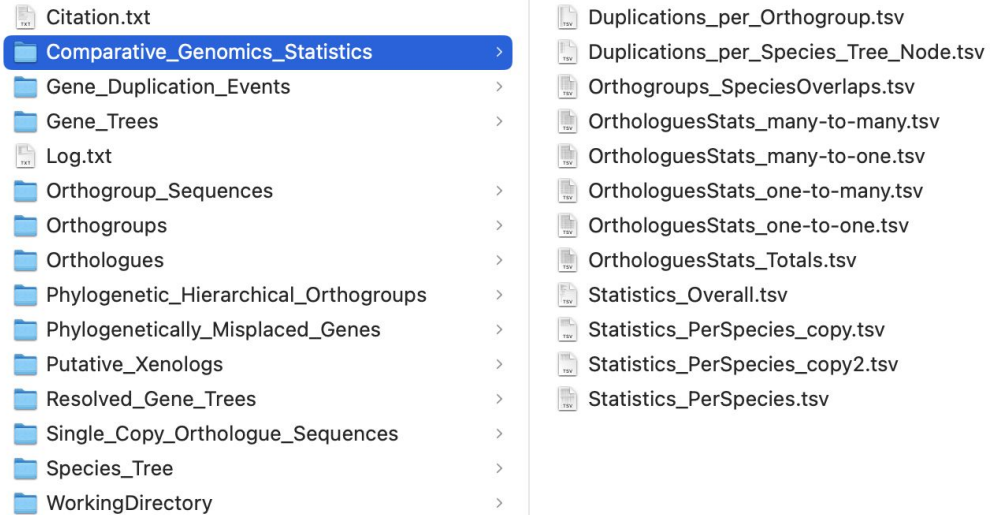 Citation.txt
Comparative_Genomics_Statistics
Gene_Duplication_Events
Gene_Trees
Log.txt
Orthogroup_Sequences
Orthogroups
Orthologues
Phylogenetic_Hierarchical_Orthogroups
Phylogenetically_Misplaced_Genes
Putative_Xenologs
Resolved_Gene_Trees
Single_Copy_Orthologue_Sequences
Species_Tree
WorkingDirectory
Duplications_per_Orthogroup.tsv
Duplications_per_Species_Tree_Node.tsv
Orthogroups_SpeciesOverlaps.tsv
OrthologuesStats_many-to-many.tsv
OrthologuesStats_many-to-one.tsv
OrthologuesStats_one-to-many.tsv
OrthologuesStats_one-to-one.tsv
OrthologuesStats_Totals.tsv
Statistics_Overall.tsv
Statistics_PerSpecies_copy.tsv
Statistics_PerSpecies_copy2.tsv
Statistics_PerSpecies.tsv